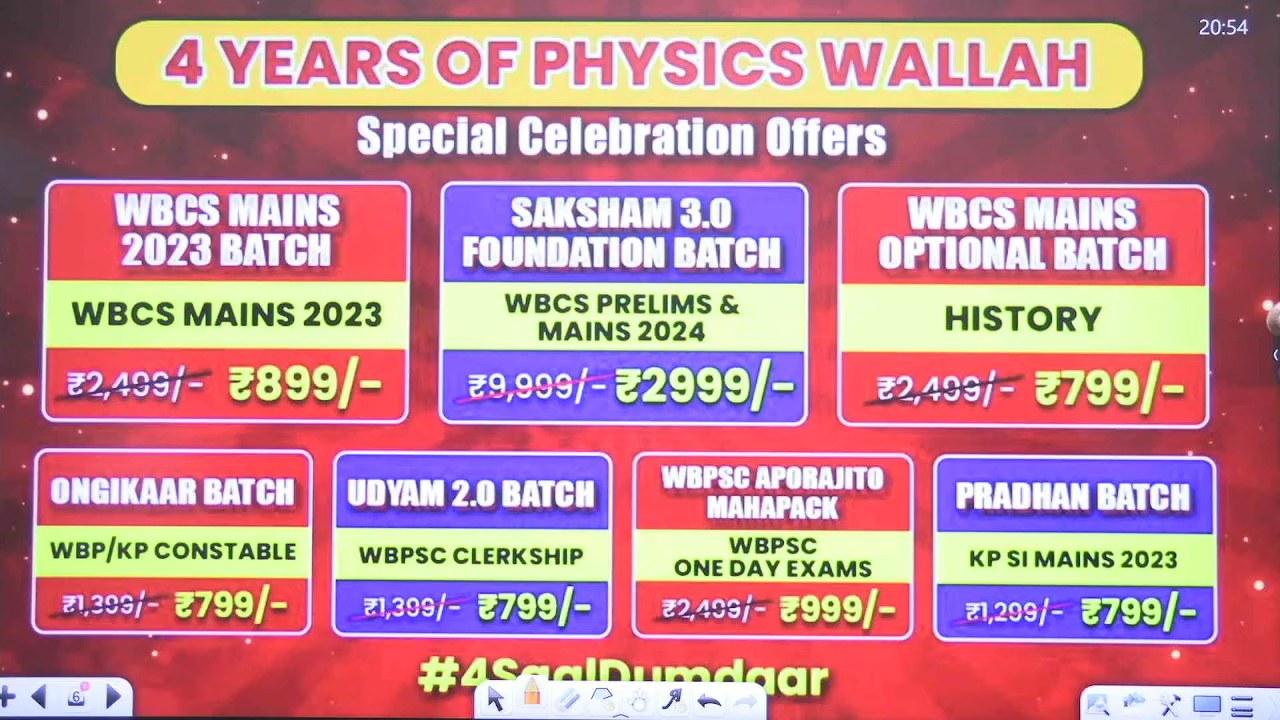 20:54
4 YEARS OF PHYSICS WALLAH
Special Celebration Offers
WBCS MAINS
2023 BATCH
WBCS MAINS 2023
₹2,499/- ₹899/-
SAKSHAM 3.0
FOUNDATION BATCH
WBCS PRELIMS &
MAINS 2024
₹9,999/- ₹2999/-
WBCS MAINS
OPTIONAL BATCH
HISTORY
₹2,499/- ₹799/-
ONGIKAAR BATCH
WBP/KP CONSTABLE
₹1,399/- ₹799/-
UDYAM 2.0 BATCH
WBPSC CLERKSHIP
₹1,399/- ₹799/-
WBPSC APORAJITO
MAHAPACK
WBPSC
ONE DAY EXAMS
₹2,499/- ₹999/-
PRADHAN BATCH
KP SI MAINS 2023
₹1,299/- ₹799/-
#4SaalDumdaar
6